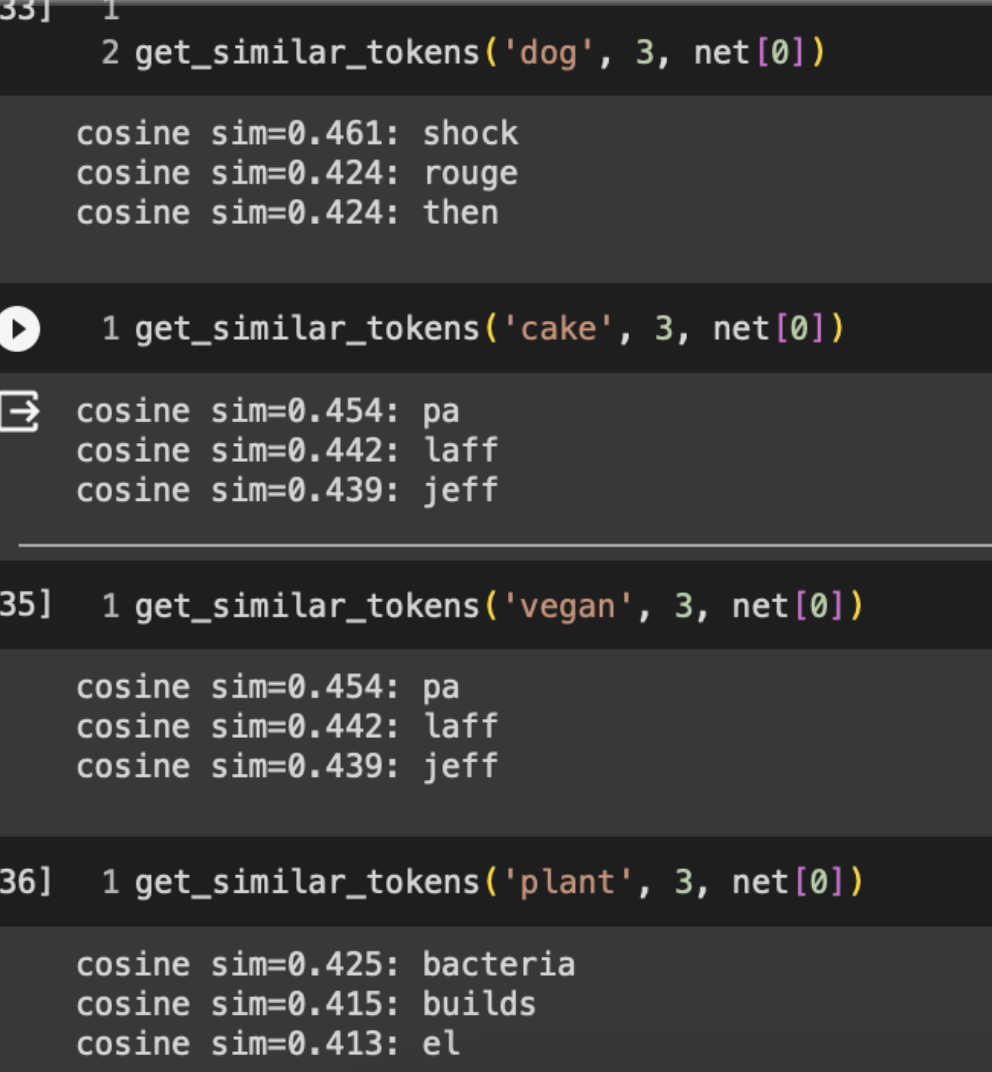 33] 1
2 get_similar_tokens('dog', 3, net[0])
cosine sim=0.461: shock
cosine sim=0.424: rouge
cosine sim=0.424: then
1 get_similar_tokens('cake', 3, net[0])
cosine sim=0.454: pa
cosine sim=0.442: laff
cosine sim=0.439: jeff
35] 1 get_similar_tokens('vegan', 3, net[0])
cosine sim=0.454: pa
cosine sim=0.442: laff
cosine sim=0.439: jeff
36] 1 get_similar_tokens('plant', 3, net[0])
cosine sim=0.425: bacteria
cosine sim=0.415: builds
cosine sim=0.413: el